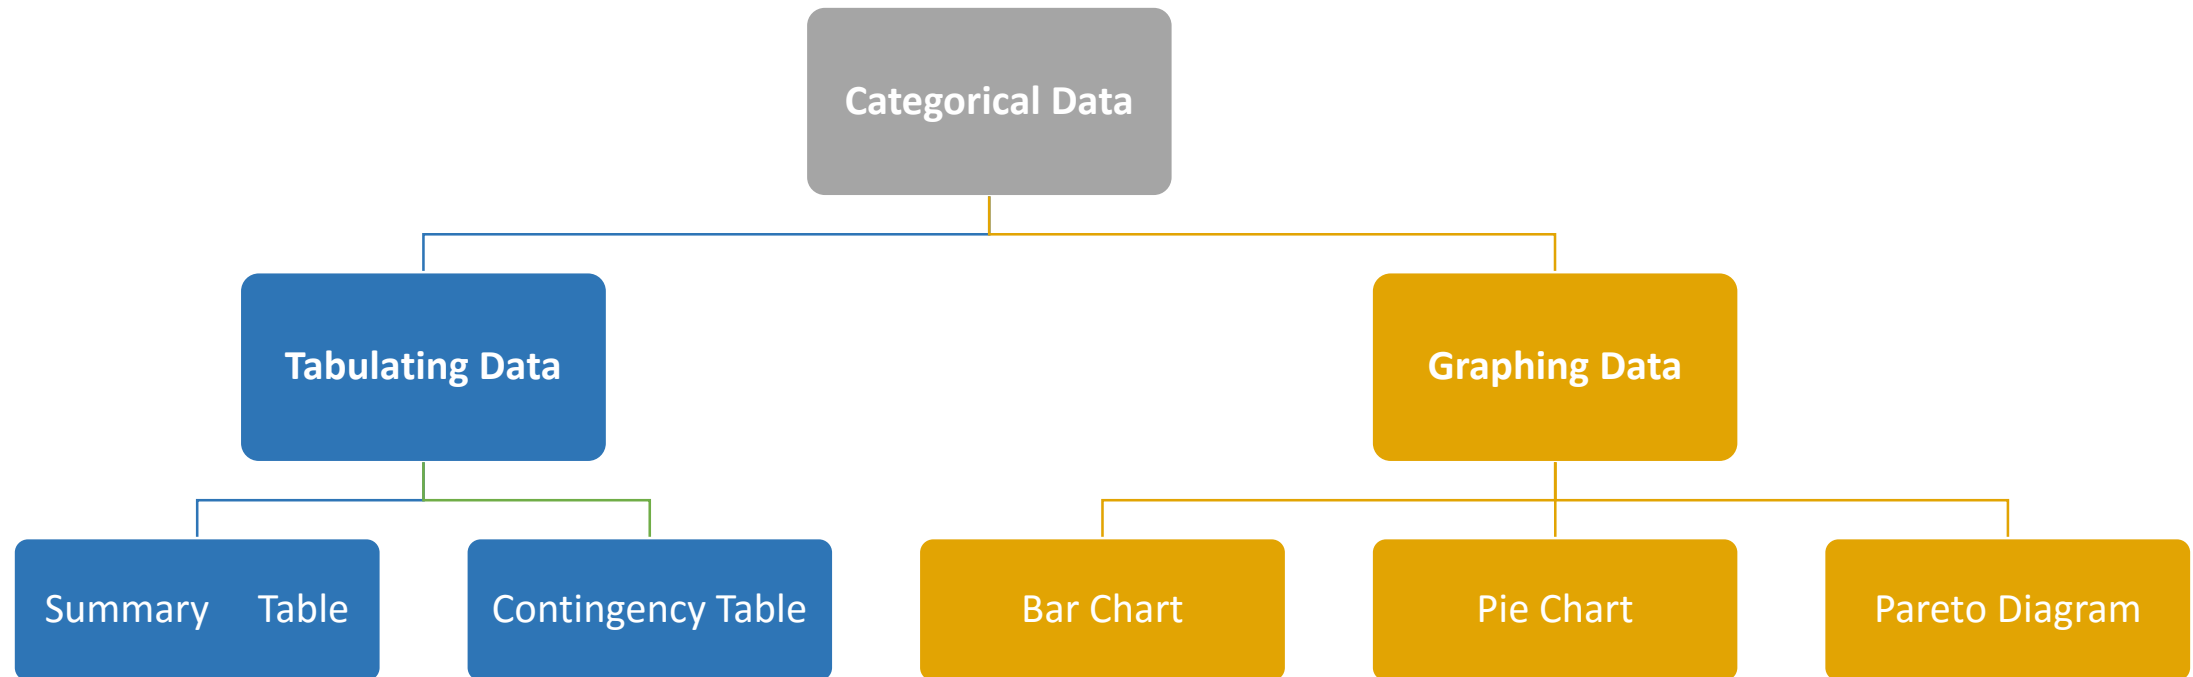 Categorical Data
Tabulating Data
Graphing Data
Summary Table
Contingency Table
Bar Chart
Pie Chart
Pareto Diagram